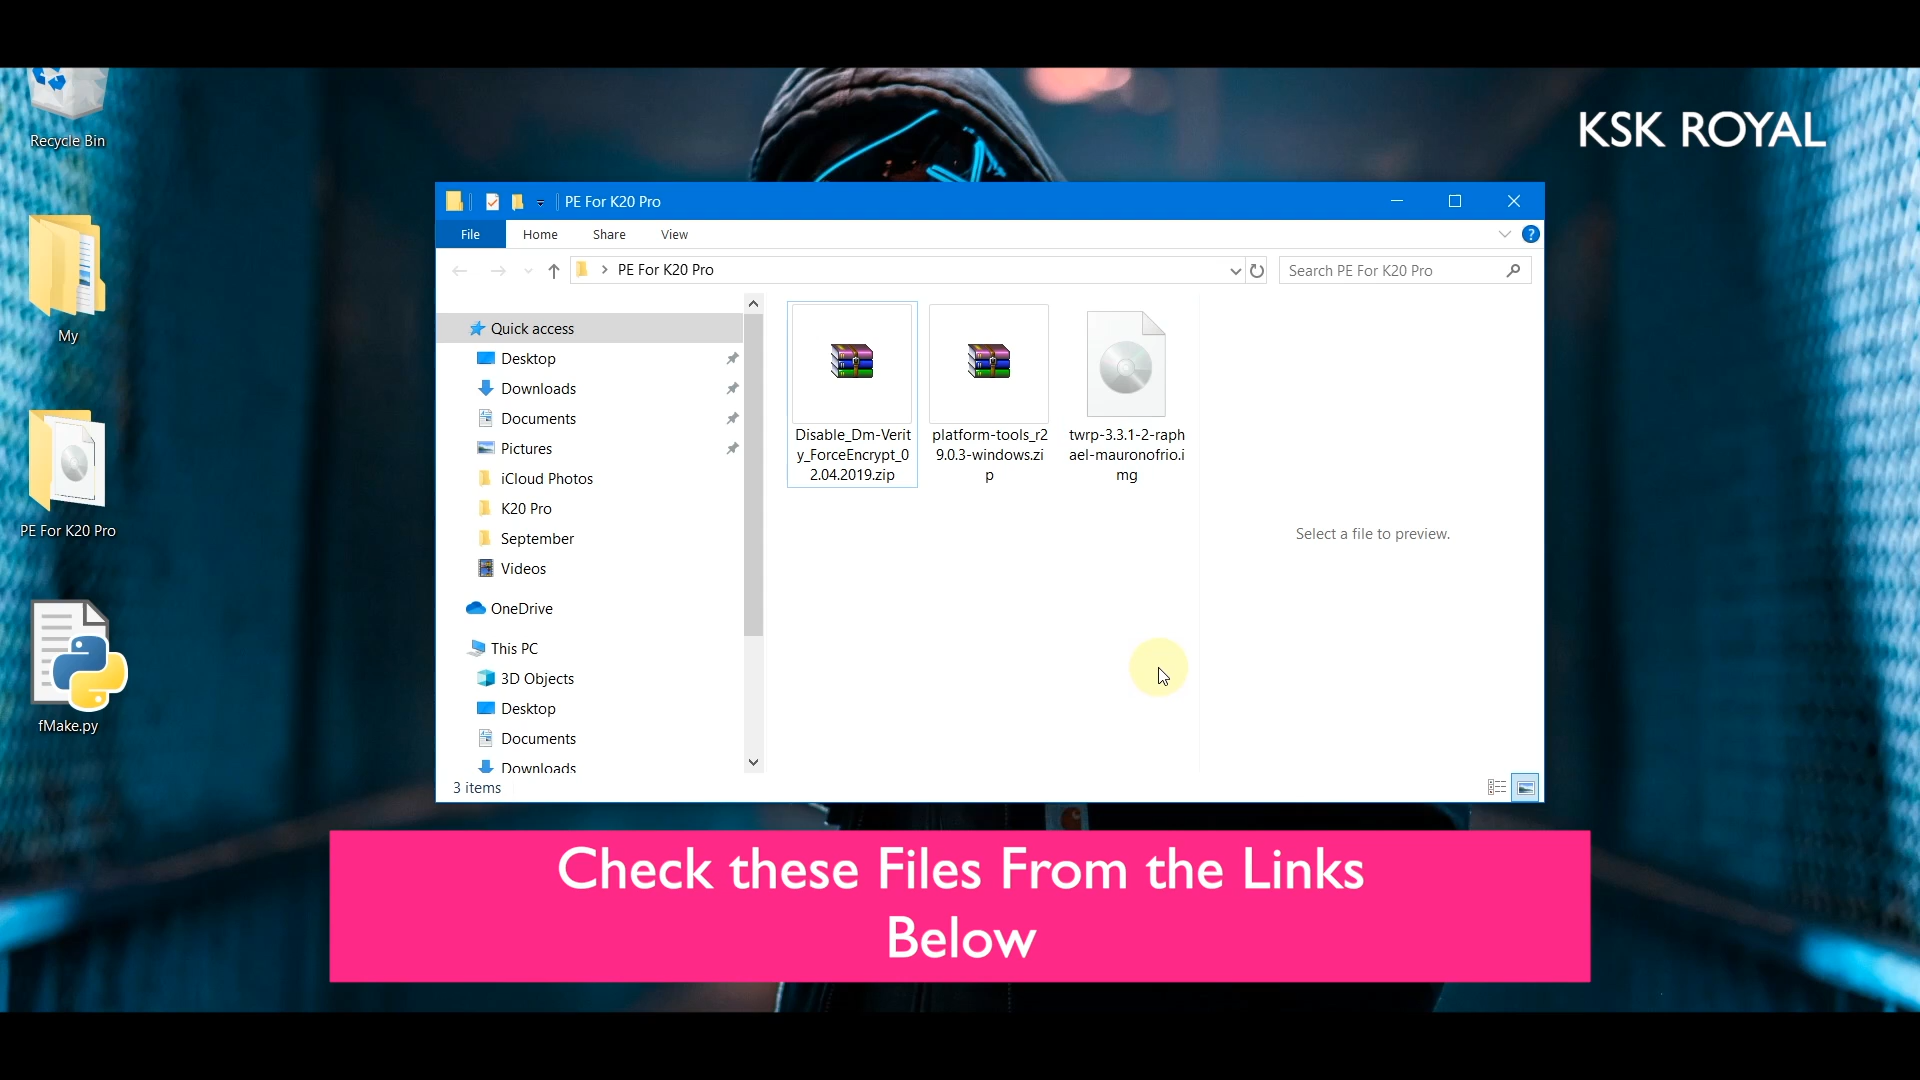 KSK ROYAL
Recycle Bin
My
PE For K20 Pro
fMake.py
PE For K20 Pro
File
Home
Share
View
?
PE For K20 Pro
Search PE For K20 Pro
Quick access
Desktop
Downloads
Documents
Pictures
iCloud Photos
K20 Pro
September
Videos
OneDrive
This PC
3D Objects
Desktop
Documents
Downloads
Disable_Dm-Verit
y_ForceEncrypt_0
2.04.2019.zip
platform-tools_r2
9.0.3-windows.zi
p
twrp-3.3.1-2-raph
ael-mauronofrio.i
mg
Select a file to preview.
3 items
Check these Files From the Links
Below